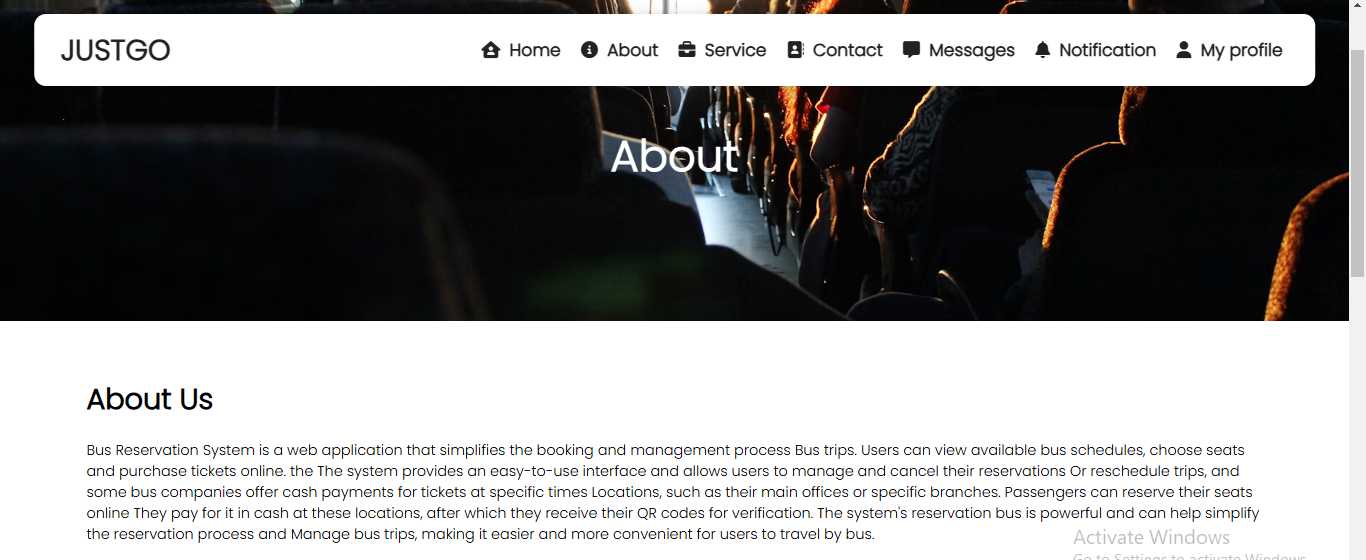 JUSTGO
Home About Service Contact Messages Notification My profile
About
About Us
Bus Reservation System is a web application that simplifies the booking and management process Bus trips. Users can view available bus schedules, choose seats
and purchase tickets online. the The system provides an easy-to-use interface and allows users to manage and cancel their reservations Or reschedule trips, and
some bus companies offer cash payments for tickets at specific times Locations, such as their main offices or specific branches. Passengers can reserve their seats
online They pay for it in cash at these locations, after which they receive their QR codes for verification. The system's reservation bus is powerful and can help simplify
the reservation process and Manage bus trips, making it easier and more convenient for users to travel by bus.
Activate Windows
Go to Settings to activate Windows.